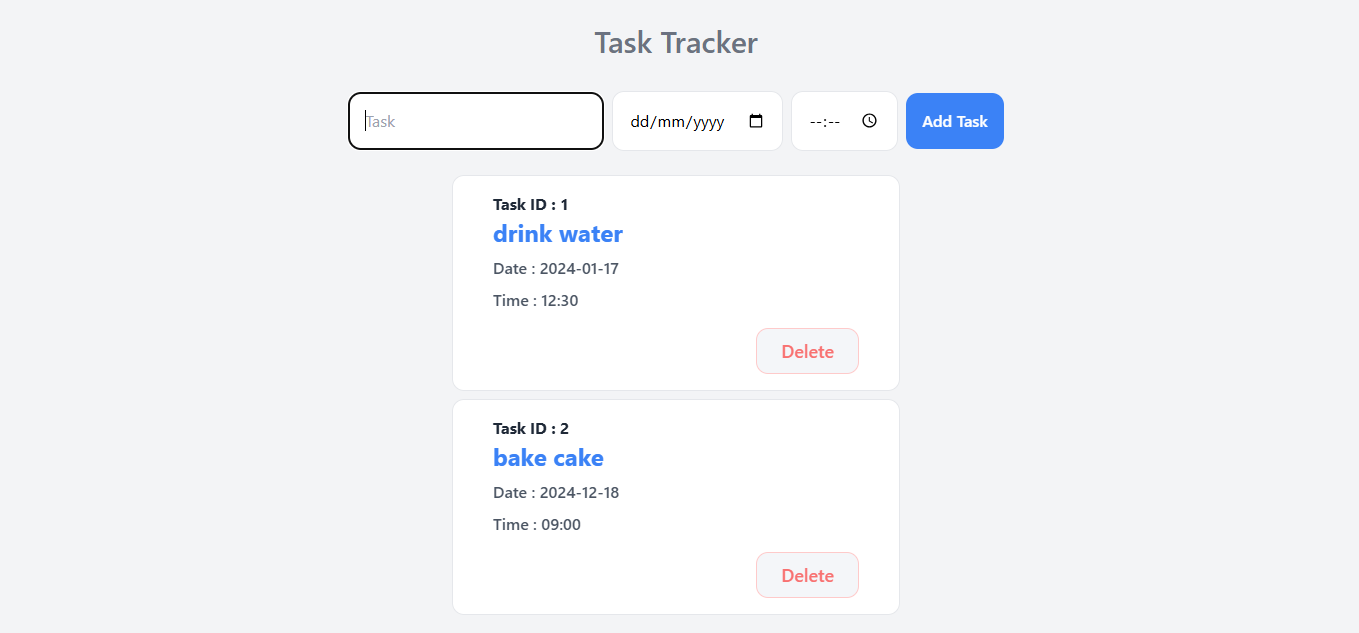 Task Tracker
Task dd/mm/yyyy --:-- Add Task
Task ID : 1
drink water
Date : 2024-01-17
Time : 12:30
Delete
Task ID : 2
bake cake
Date : 2024-12-18
Time : 09:00
Delete